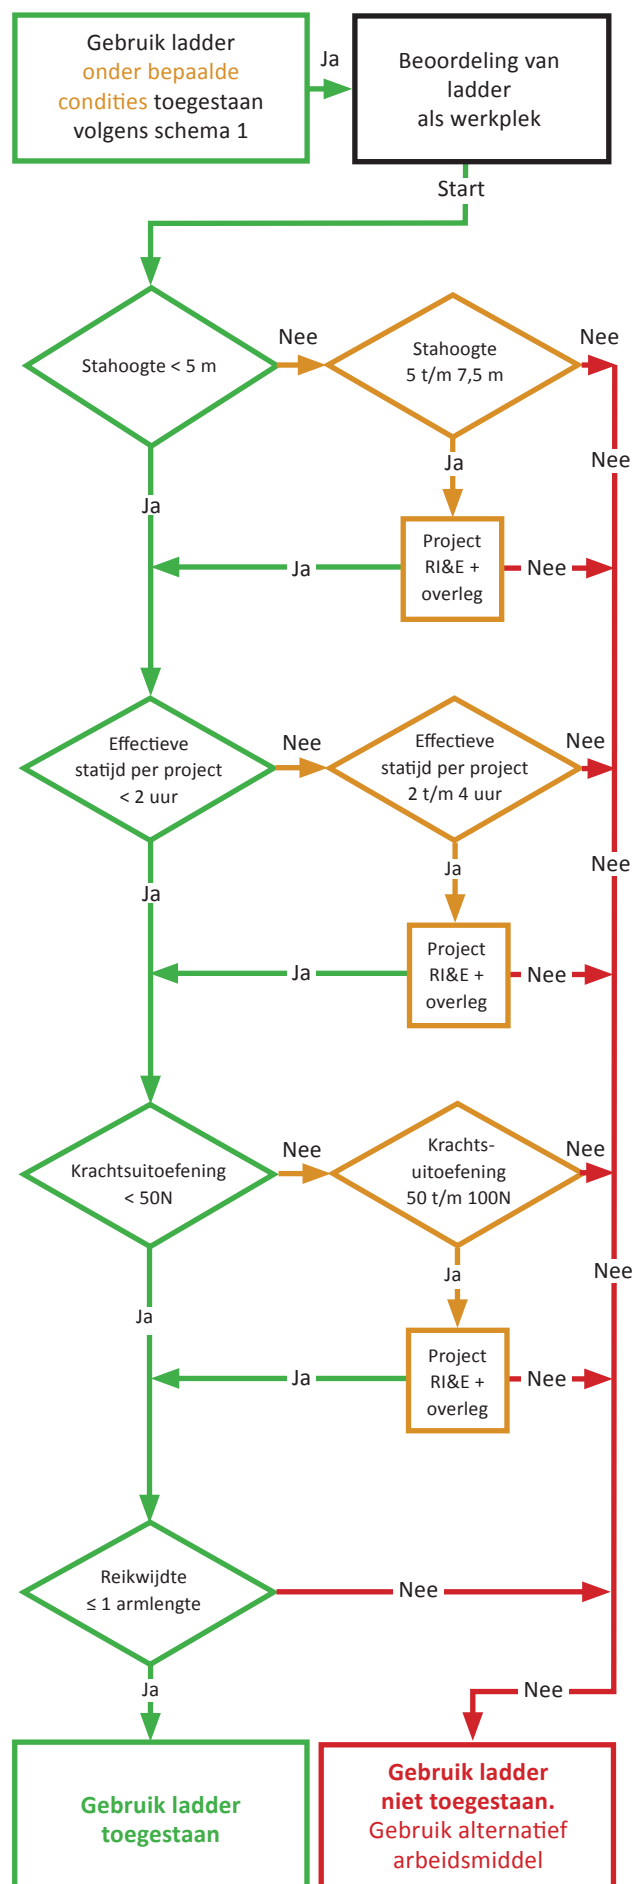 Gebruik ladder
onder bepaalde
condities toegestaan
volgens schema 1
Ja
Beoordeling van
ladder
als werkplek
Start
Stahoogte < 5 m
Nee
Stahoogte
5 t/m 7,5 m
Nee
Nee
Ja
Ja
Project
RI&E +
overleg
Ja
Nee
Effectieve
statijd per project
< 2 uur
Nee
Effectieve
statijd per project
2 t/m 4 uur
Nee
Nee
Ja
Ja
Project
RI&E +
overleg
Ja
Nee
Krachtsuitoefening
< 50N
Nee
Krachts-
uitoefening
50 t/m 100N
Nee
Nee
Ja
Ja
Project
RI&E +
overleg
Ja
Nee
Reikwijdte
≤ 1 armlengte
Nee
Ja
Nee
Gebruik ladder
toegestaan
Gebruik ladder
niet toegestaan.
Gebruik alternatief
arbeidsmiddel